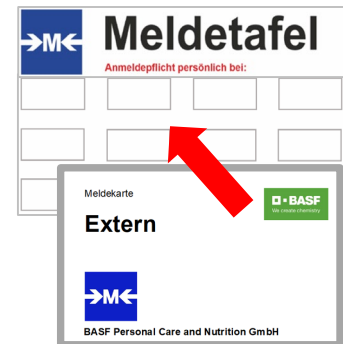 →M← Meldetafel
Anmeldepflicht persönlich bei:
Meldekarte
BASF
We create chemistry
Extern
→M←
BASF Personal Care and Nutrition GmbH